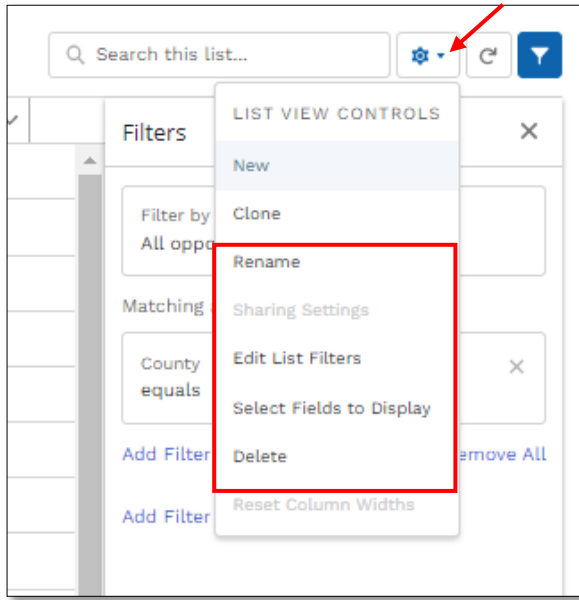 Search this list...
LIST VIEW CONTROLS
Filters
New
Filter by
Clone
All oppo
Rename
Matching
Sharing Settings
County
Edit List Filters
equals
Select Fields to Display
Add Filter
Delete
emove All
Reset Column Widths
Add Filter